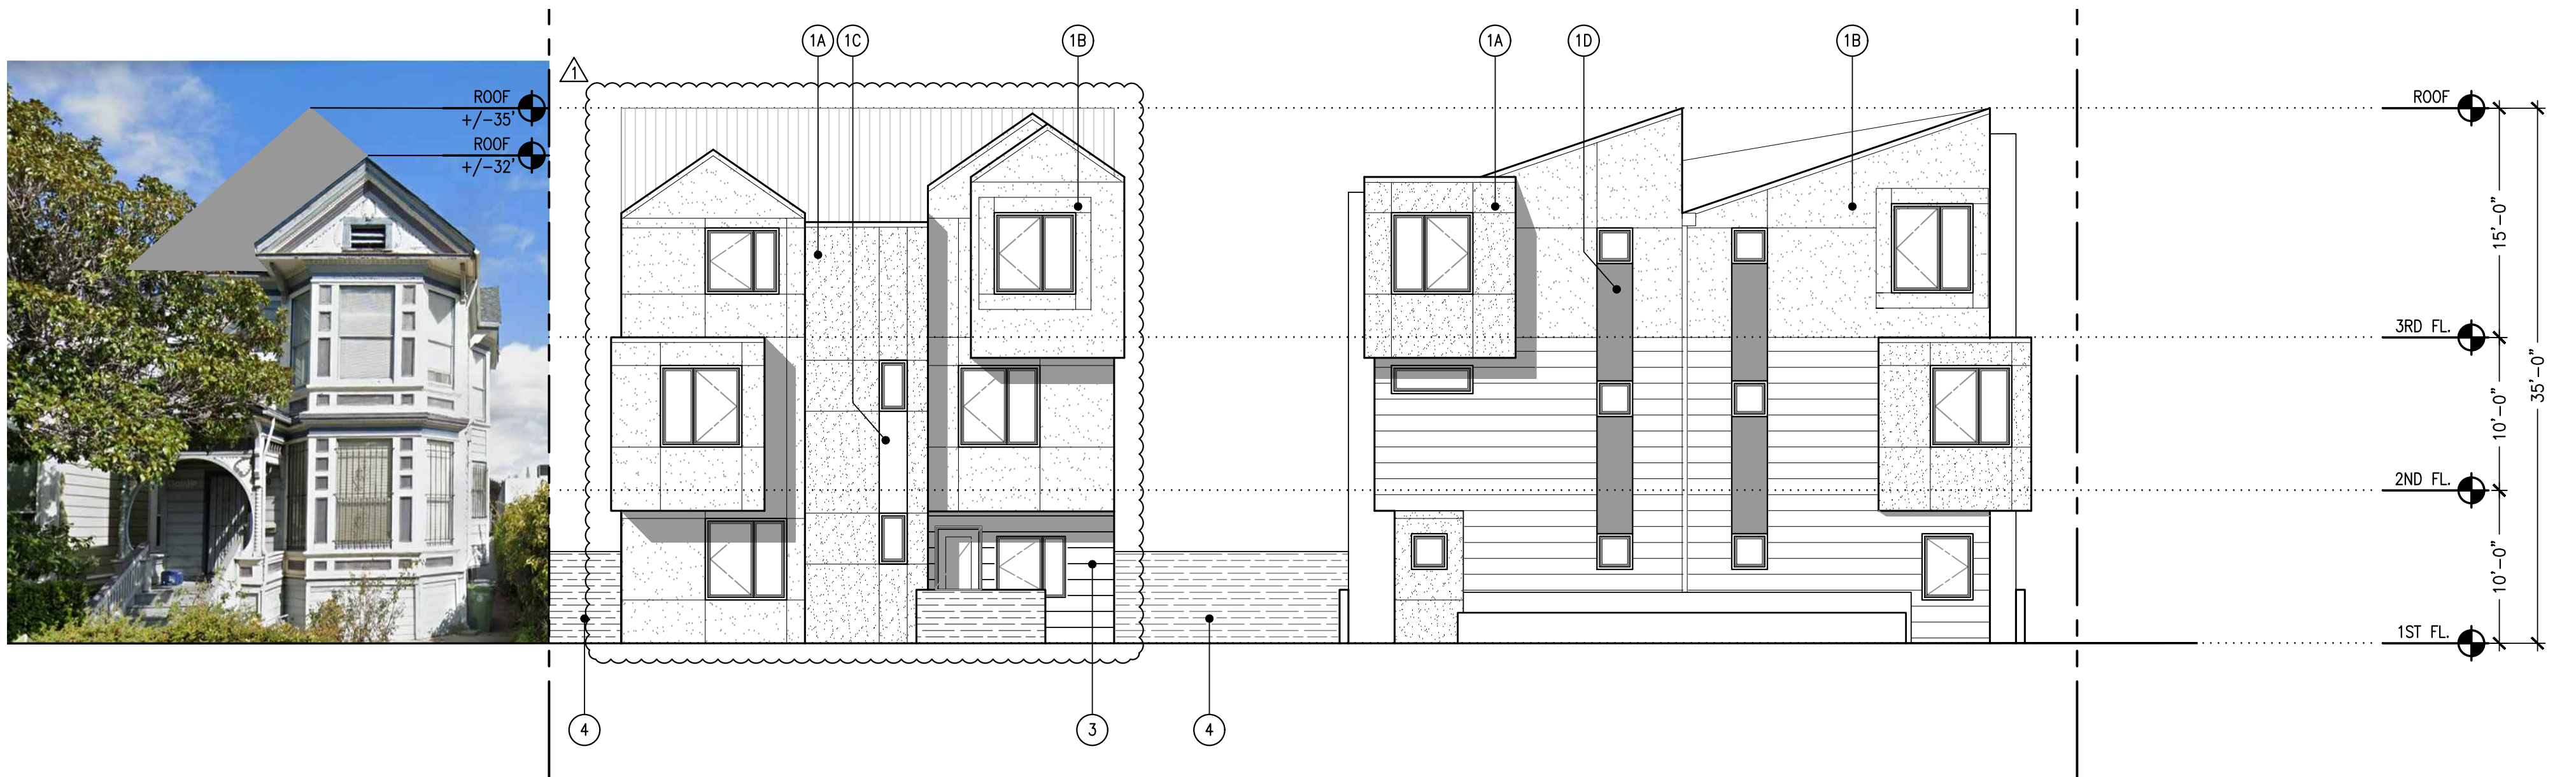 1A
1C
1B
1A
1D
1B
1
ROOF
+/-35'
ROOF
+/-32'
ROOF
15'-0"
3RD FL.
10'-0"
35'-0"
2ND FL.
10'-0"
1ST FL.
4
3
4